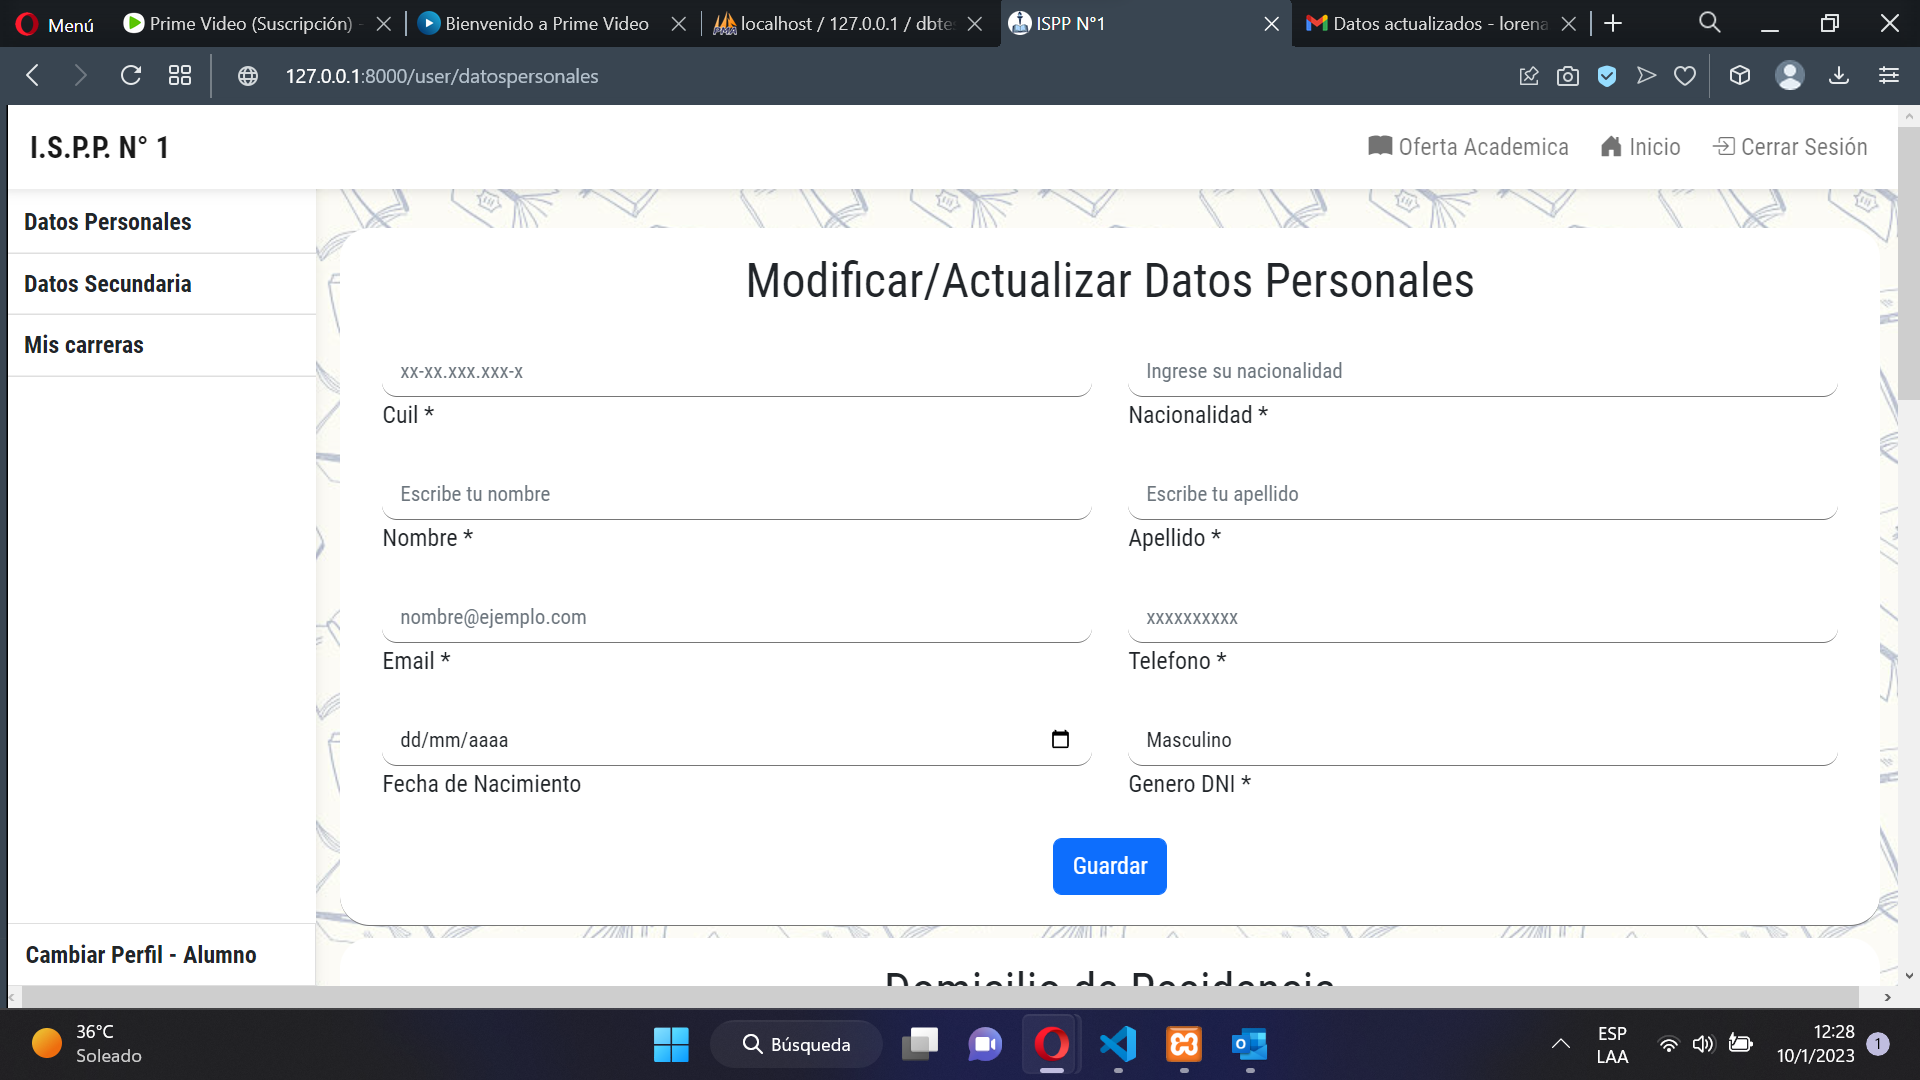 Menú
Prime Video (Suscripción) -
Bienvenido a Prime Video
localhost / 127.0.0.1 / dbte
ISPP N°1
Datos actualizados - lorena
127.0.0.1:8000/user/datospersonales
I.S.P.P. N° 1
Oferta Academica
Inicio
Cerrar Sesión
Datos Personales
Datos Secundaria
Mis carreras
Cambiar Perfil - Alumno
Modificar/Actualizar Datos Personales
xx-xx.xxx.xxx-x
Cuil *
Ingrese su nacionalidad
Nacionalidad *
Escribe tu nombre
Nombre *
Escribe tu apellido
Apellido *
nombre@ejemplo.com
Email *
xxxxxxxxxx
Telefono *
dd/mm/aaaa
Fecha de Nacimiento
Masculino
Genero DNI *
Guardar
Domicilio de Residencia
36°C
Soleado
Búsqueda
ESP
LAA
12:28
10/1/2023
1